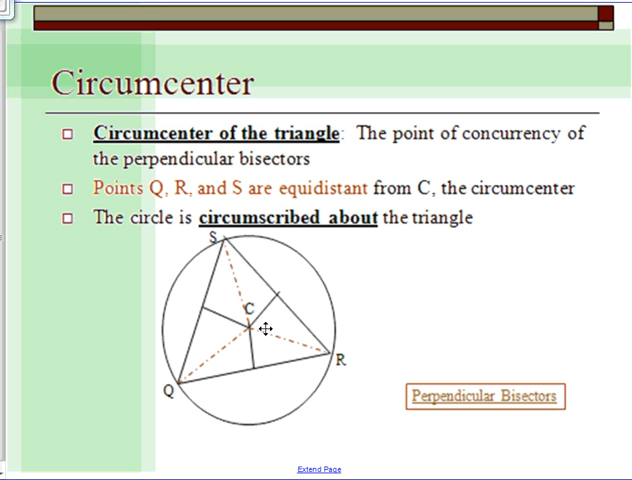 Circumcenter
Circumcenter of the triangle: The point of concurrency of
the perpendicular bisectors
Points Q, R, and S are equidistant from C, the circumcenter
The circle is circumscribed about the triangle
S
C
R
Q
Perpendicular Bisectors
Extend Page